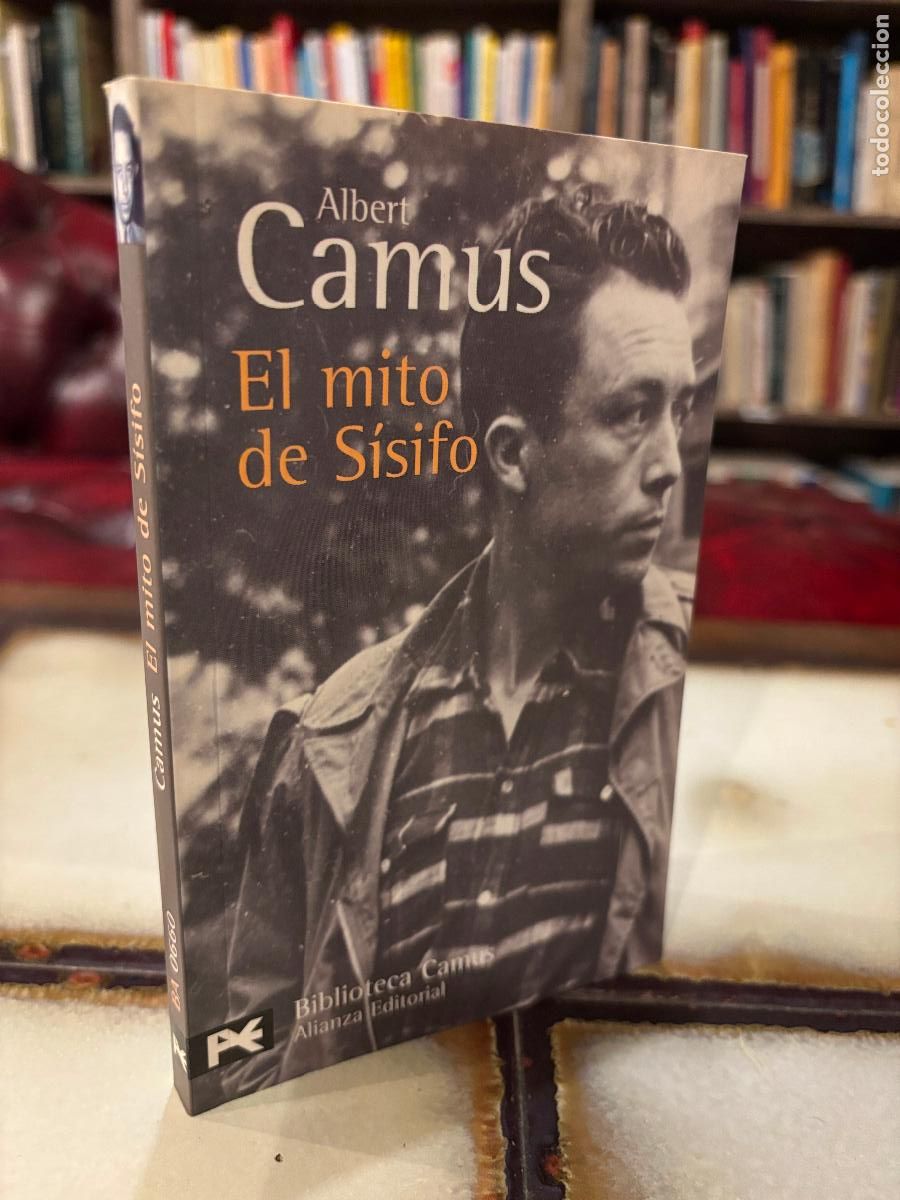 Albert
Camus
El mito
de Sísifo
Biblioteca Camus
Alianza Editorial
Camus El mito de Sísifo
BA 0660
todocoleccion